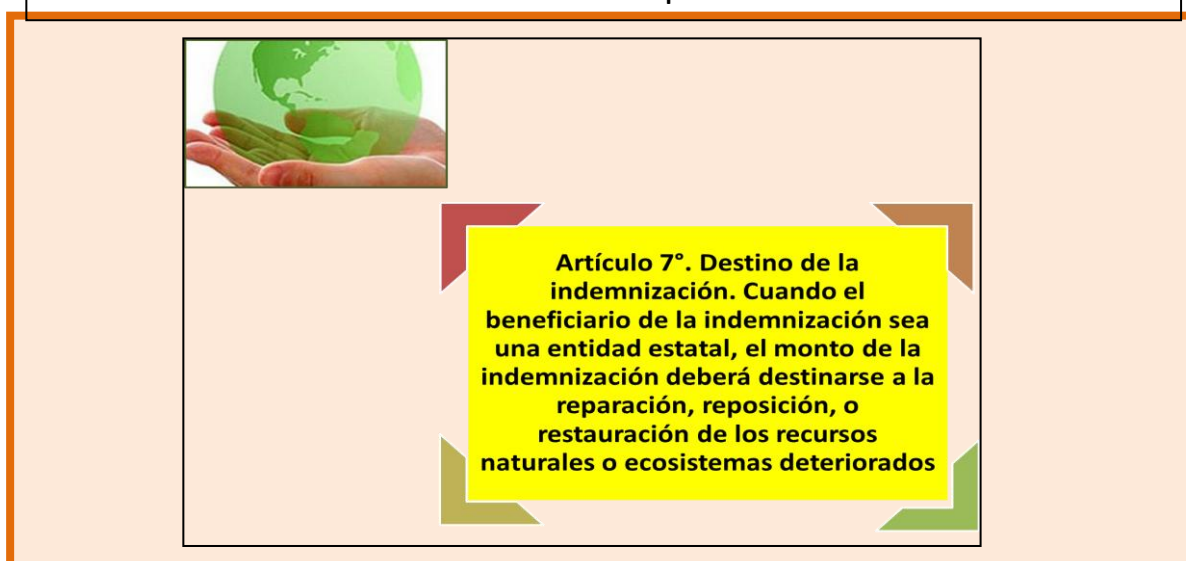 Artículo 7°. Destino de la
indemnización. Cuando el
beneficiario de la indemnización sea
una entidad estatal, el monto de la
indemnización deberá destinarse a la
reparación, reposición, o
restauración de los recursos
naturales o ecosistemas deteriorados